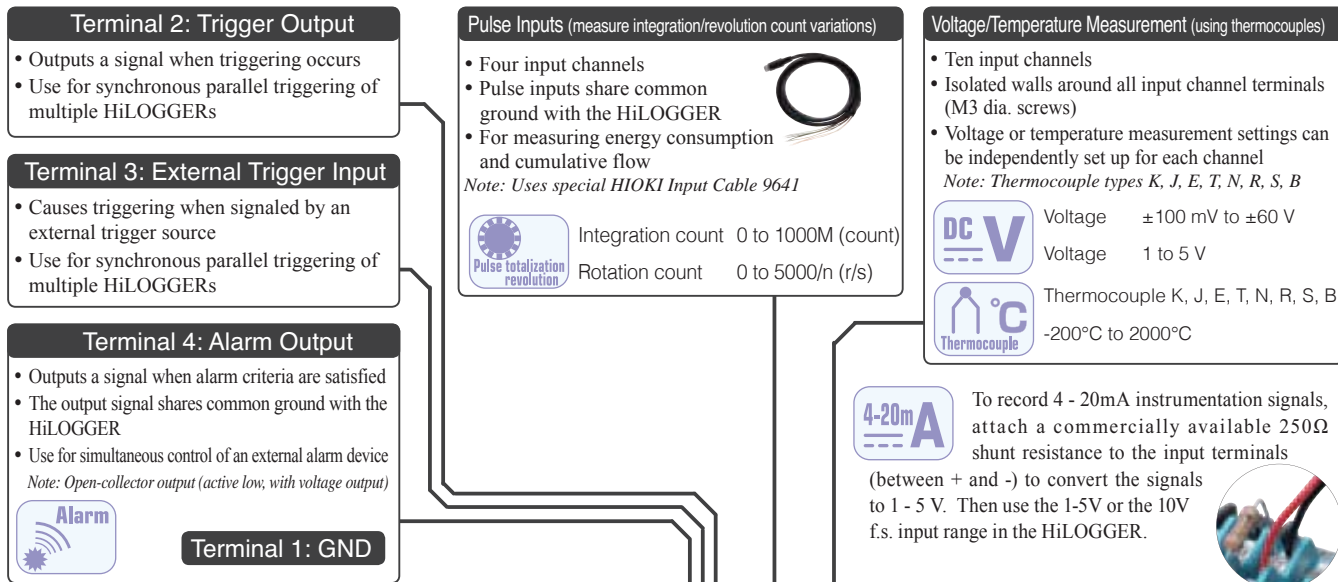 Terminal 2: Trigger Output
• Outputs a signal when triggering occurs
• Use for synchronous parallel triggering of
multiple HiLOGGERs
Terminal 3: External Trigger Input
• Causes triggering when signaled by an
external trigger source
• Use for synchronous parallel triggering of
multiple HiLOGGERs
Terminal 4: Alarm Output
• Outputs a signal when alarm criteria are satisfied
• The output signal shares common ground with the
HiLOGGER
• Use for simultaneous control of an external alarm device
Note: Open-collector output (active low, with voltage output)
Alarm
Terminal 1: GND
Pulse Inputs (measure integration/revolution count variations)
• Four input channels
• Pulse inputs share common
ground with the HiLOGGER
• For measuring energy consumption
and cumulative flow
Note: Uses special HIOKI Input Cable 9641
Pulse totalization
revolution
Integration count 0 to 1000M (count)
Rotation count 0 to 5000/n (r/s)
Voltage/Temperature Measurement (using thermocouples)
• Ten input channels
• Isolated walls around all input channel terminals
(M3 dia. screws)
• Voltage or temperature measurement settings can
be independently set up for each channel
Note: Thermocouple types K, J, E, T, N, R, S, B
DC V
Voltage ±100 mV to ±60 V
Voltage 1 to 5 V
°C
Thermocouple
Thermocouple K, J, E, T, N, R, S, B
-200°C to 2000°C
4-20m A
To record 4 - 20mA instrumentation signals,
attach a commercially available 250Ω
shunt resistance to the input terminals
(between + and -) to convert the signals
to 1 - 5 V. Then use the 1-5V or the 10V
f.s. input range in the HiLOGGER.